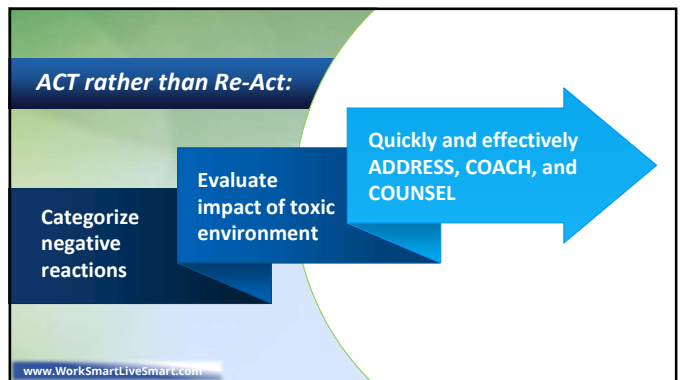 ACT rather than Re-Act:
Categorize
negative
reactions
Evaluate
impact of toxic
environment
Quickly and effectively
ADDRESS, COACH, and
COUNSEL
www.WorkSmartLiveSmart.com